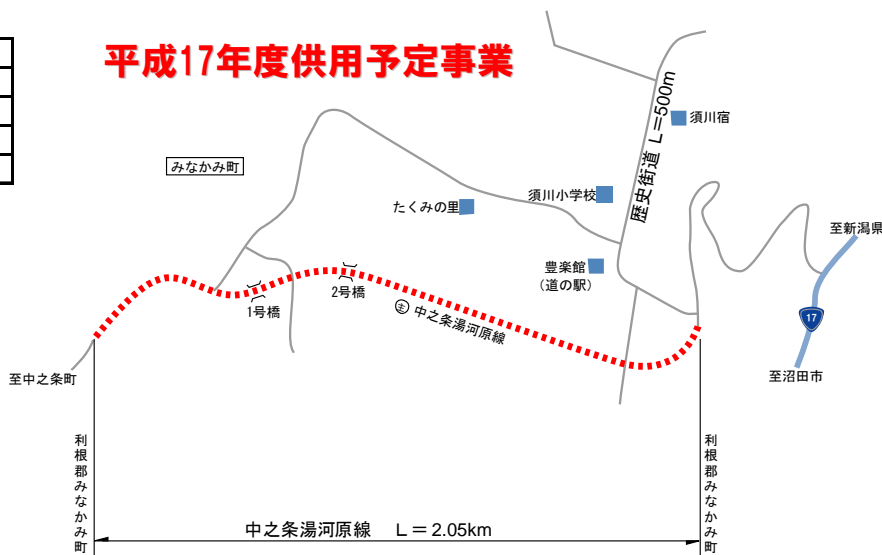 平成17年度供用予定事業
須川宿
歴史街道 L=500m
みなかみ町
須川小学校
たくみの里
至新潟県
豊楽館
(道の駅)
2号橋
1号橋
主 中之条湯河原線
17
至中之条町
至沼田市
利根郡みなかみ町
利根郡みなかみ町
中之条湯河原線 L=2.05km